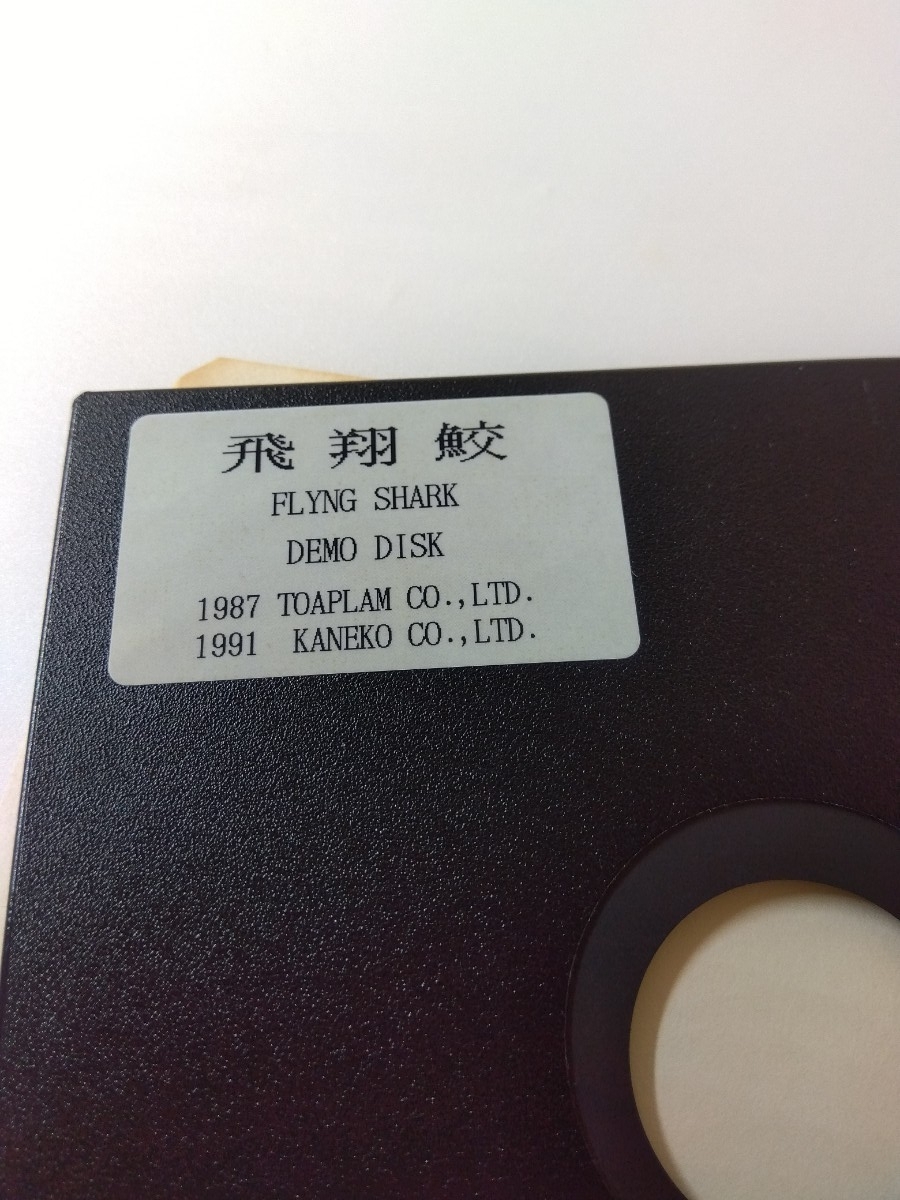 飛翔鮫
FLYNG SHARK
DEMO DISK
1987 TOAPLAM CO.,LTD.
1991 KANEKO CO.,LTD.